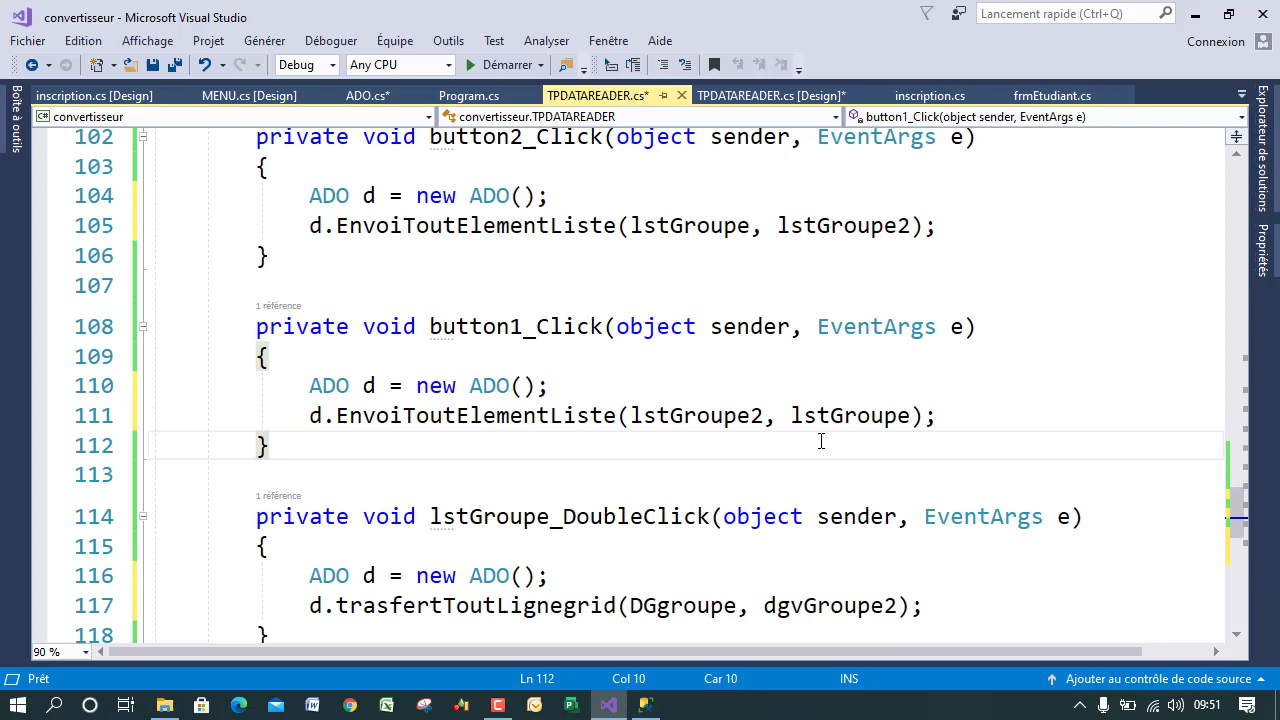 convertisseur - Microsoft Visual Studio
Lancement rapide (Ctrl+Q)
Fichier Edition Affichage Projet Générer Déboguer Équipe Outils Test Analyser Fenêtre Aide Connexion
Debug Any CPU Démarrer
Boîte à outils
inscription.cs [Design] MENU.cs [Design] ADO.cs* Program.cs TPDATAREADER.cs* TPDATAREADER.cs [Design]* inscription.cs frmEtudiant.cs
C# convertisseur convertisseur.TPDATAREADER button1_Click(object sender, EventArgs e)
102 private void button2_Click(object sender, EventArgs e)
103 {
104 ADO d = new ADO();
105 d.EnvoiToutElementListe(lstGroupe, lstGroupe2);
106 }
107
1 référence
108 private void button1_Click(object sender, EventArgs e)
109 {
110 ADO d = new ADO();
111 d.EnvoiToutElementListe(lstGroupe2, lstGroupe);
112 }
113
1 référence
114 private void lstGroupe_DoubleClick(object sender, EventArgs e)
115 {
116 ADO d = new ADO();
117 d.trasfertToutLignegrid(DGgroupe, dgvGroupe2);
118 }
Explorateur de solutions
Propriétés
90 %
Prêt Ln 112 Col 10 Car 10 INS Ajouter au contrôle de code source
09:51